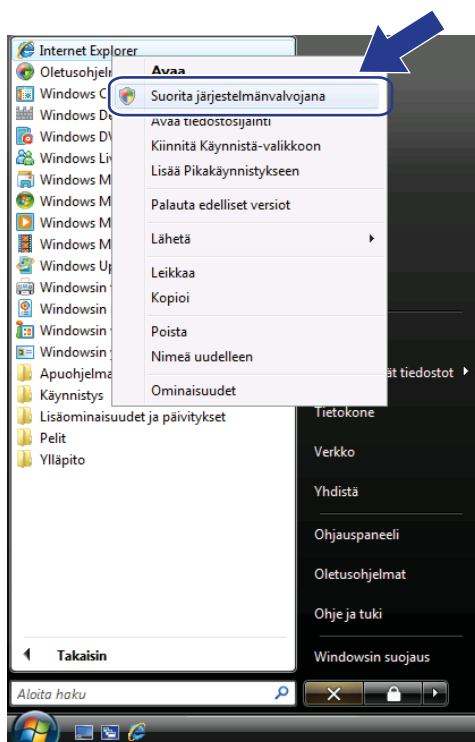 Internet Explorer
Oletusohjel
Windows C
Windows De
Windows D
Windows Li
Windows M
Windows M
Windows M
Windows M
Windows Up
Windowsin
Windowsin
Windowsin
Windowsin
Apuohjelma
Käynnistys
Lisäominaisuudet ja päivitykset
Pelit
Ylläpito
Takaisin
Aloita haku
Avaa
Suorita järjestelmänvalvojana
Avaa tiedostosijainti
Kiinnitä Käynnistä-valikkoon
Lisää Pikakäynnistykseen
Palauta edelliset versiot
Lähetä
Leikkaa
Kopioi
Poista
Nimeä uudelleen
Ominaisuudet
ät tiedostot
Tietokone
Verkko
Yhdistä
Ohjauspaneeli
Oletusohjelmat
Ohje ja tuki
Windowsin suojaus